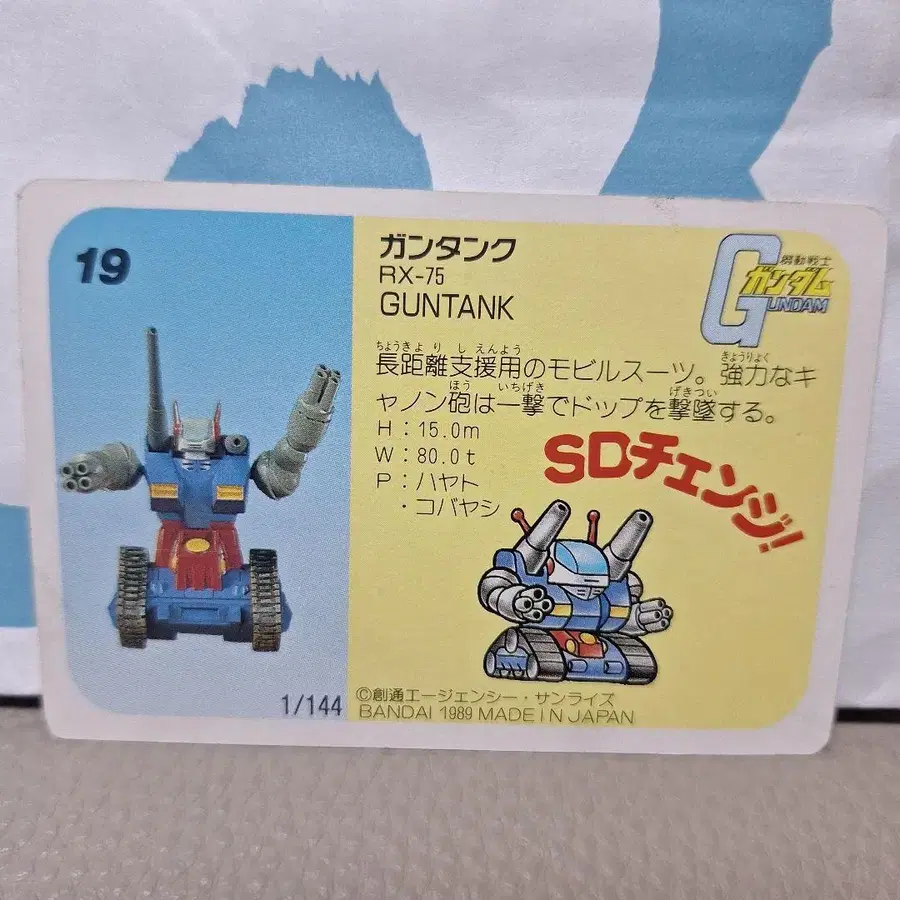 19
ガンタンク
RX-75
GUNTANK
機動戦士
ガンダム
GUNDAM
ちょうきょり しえんよう きょうりょく
長距離支援用のモビルスーツ。強力なキ
ほう いちげき げきつい
ャノン砲は一撃でドップを撃墜する。
H：15.0m
W：80.0t
P：ハヤト
・コバヤシ
SDチェンジ!
1/144
©創通エージェンシー・サンライズ
BANDAI 1989 MADE IN JAPAN